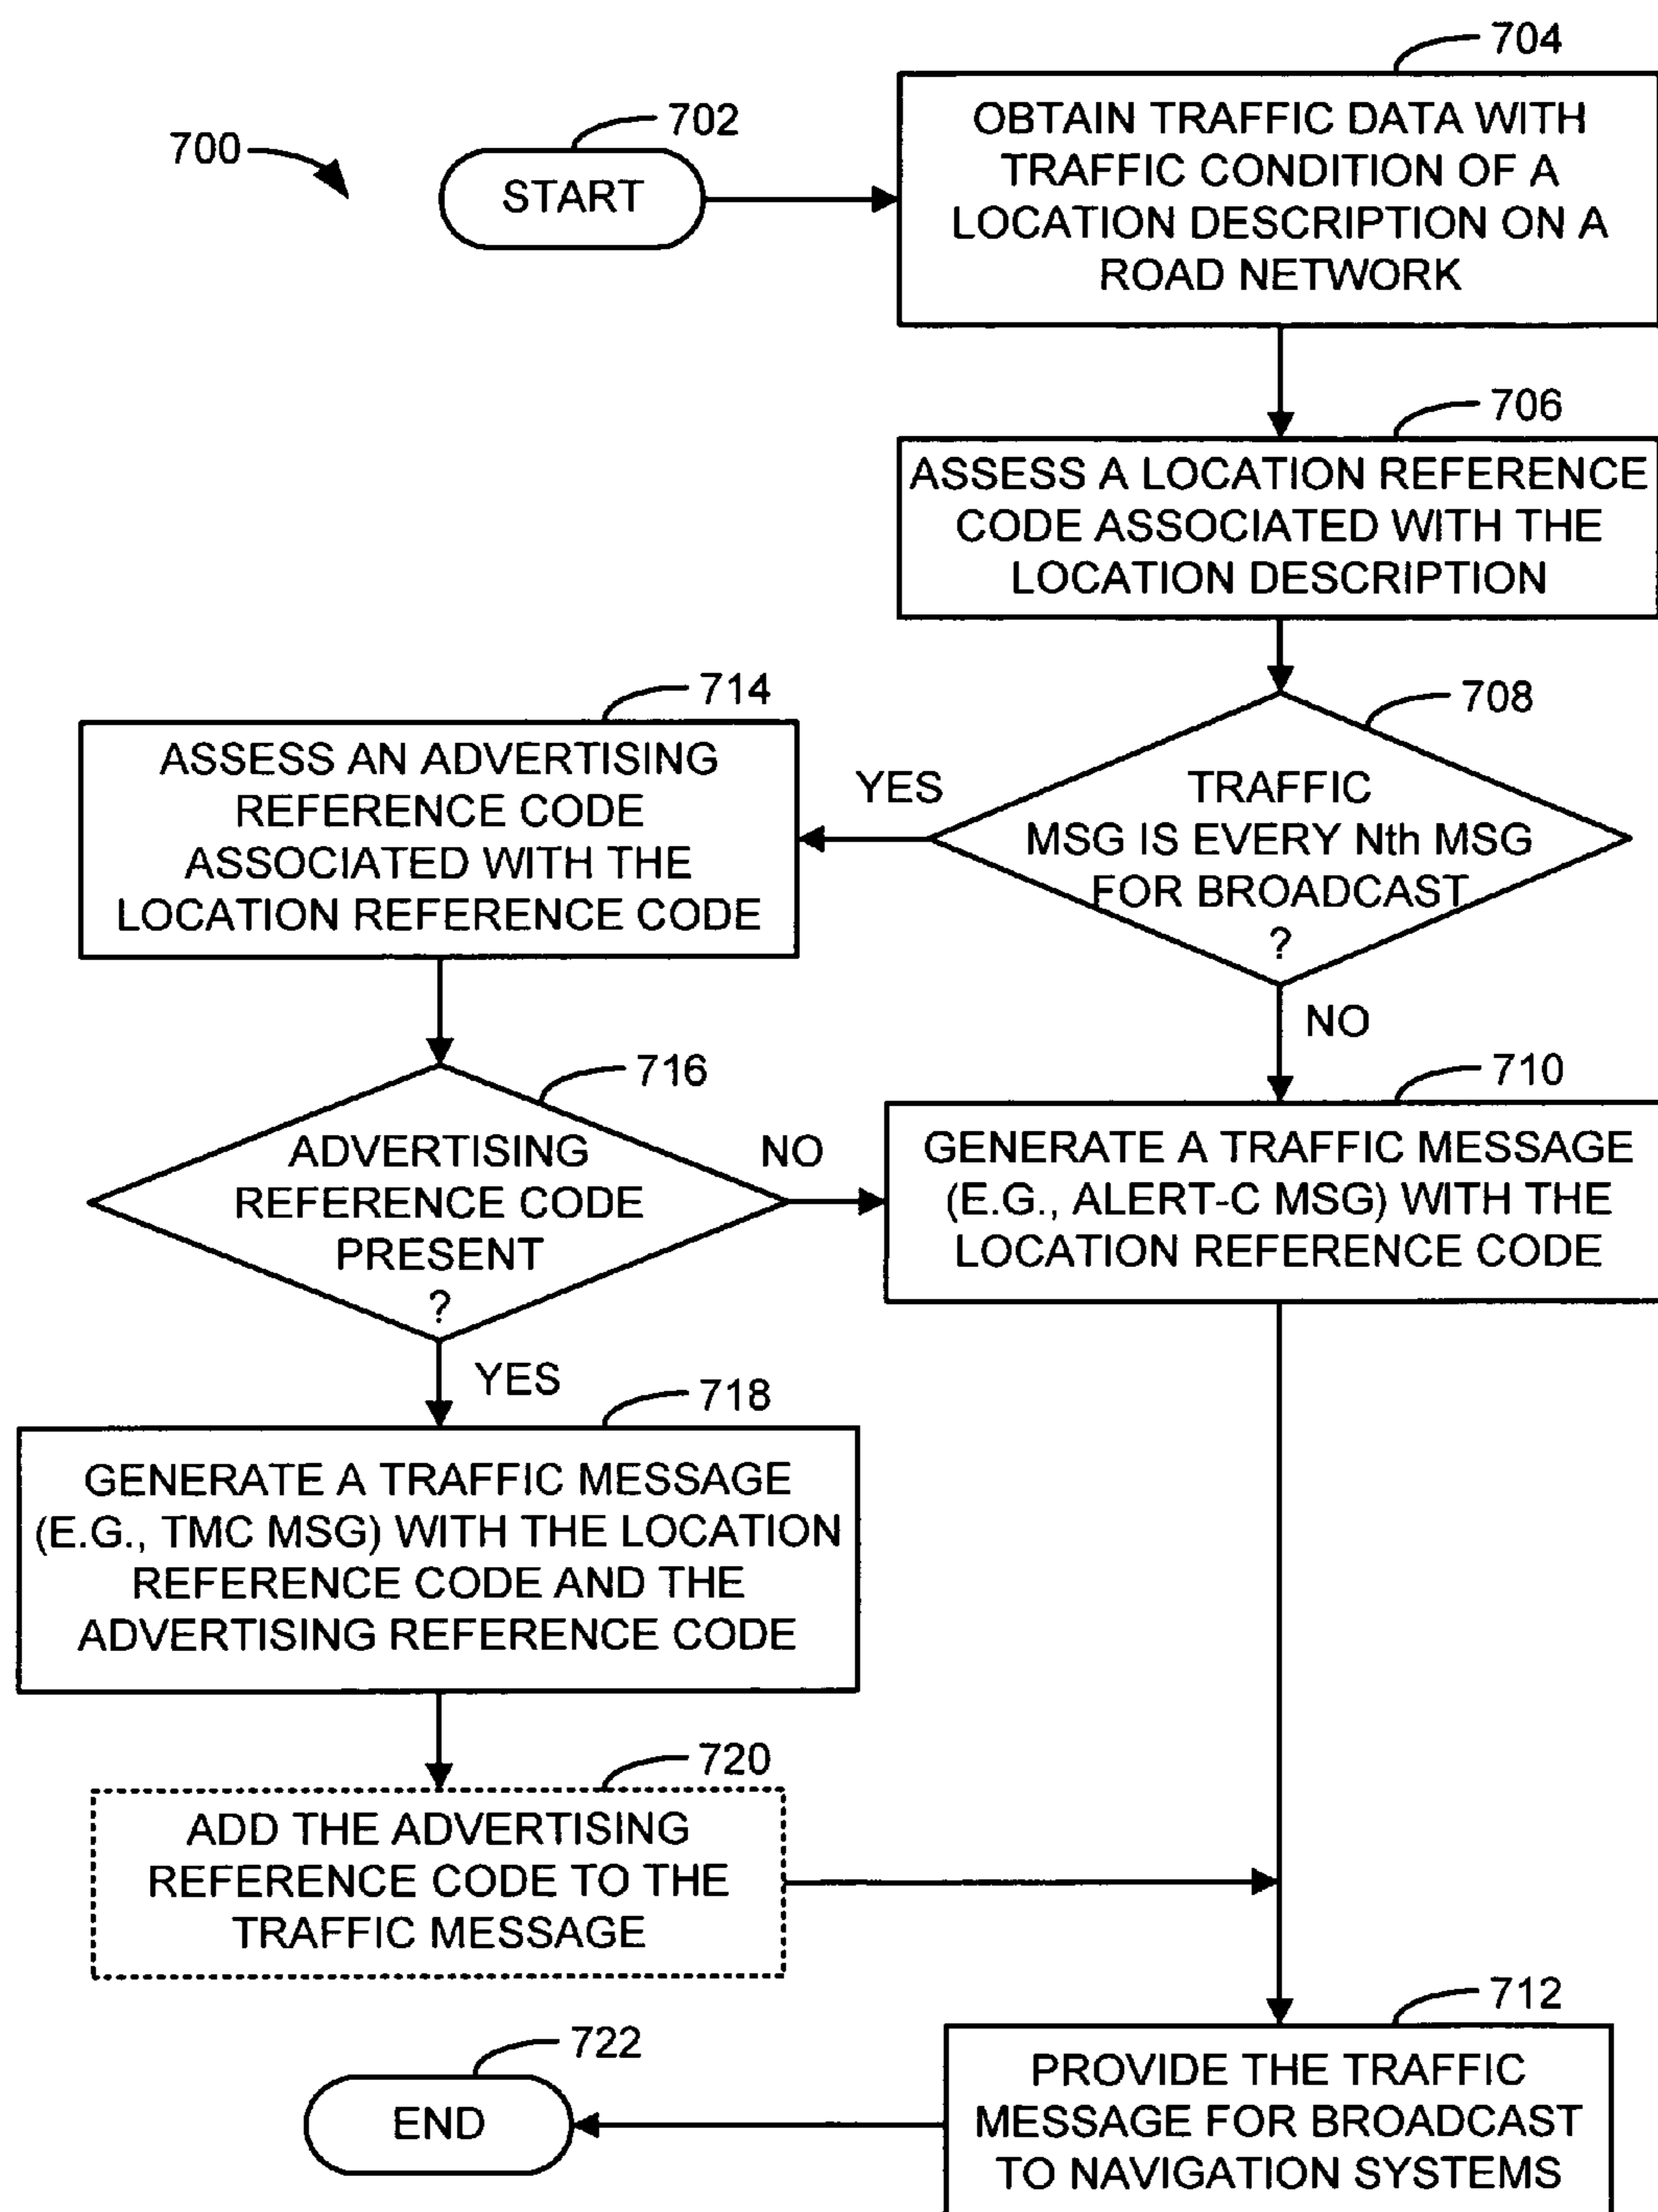 700
702
START
704
OBTAIN TRAFFIC DATA WITH
TRAFFIC CONDITION OF A
LOCATION DESCRIPTION ON A
ROAD NETWORK
706
ASSESS A LOCATION REFERENCE
CODE ASSOCIATED WITH THE
LOCATION DESCRIPTION
708
TRAFFIC
MSG IS EVERY Nth MSG
FOR BROADCAST
?
YES
NO
714
ASSESS AN ADVERTISING
REFERENCE CODE
ASSOCIATED WITH THE
LOCATION REFERENCE CODE
716
ADVERTISING
REFERENCE CODE
PRESENT
?
NO
YES
710
GENERATE A TRAFFIC MESSAGE
(E.G., ALERT-C MSG) WITH THE
LOCATION REFERENCE CODE
718
GENERATE A TRAFFIC MESSAGE
(E.G., TMC MSG) WITH THE LOCATION
REFERENCE CODE AND THE
ADVERTISING REFERENCE CODE
720
ADD THE ADVERTISING
REFERENCE CODE TO THE
TRAFFIC MESSAGE
712
PROVIDE THE TRAFFIC
MESSAGE FOR BROADCAST
TO NAVIGATION SYSTEMS
722
END